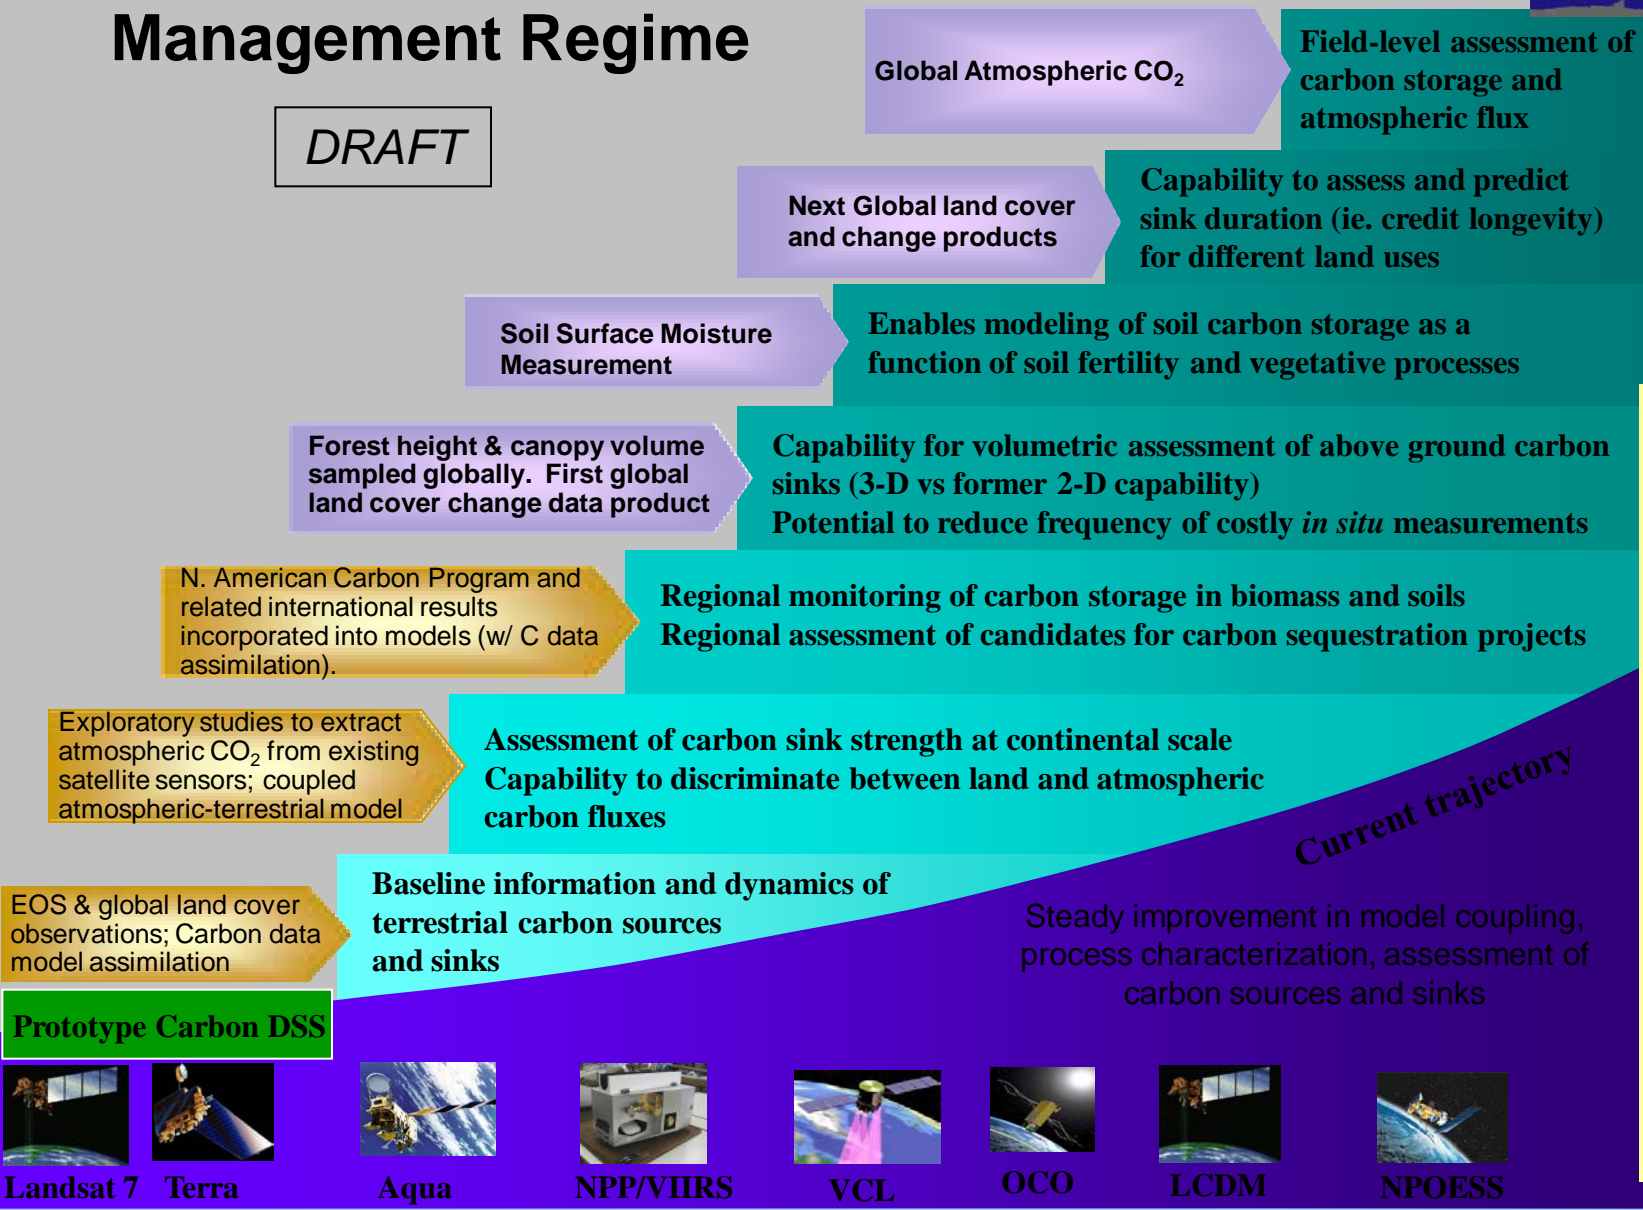 Management Regime
DRAFT
Global Atmospheric CO₂
Field-level assessment of
carbon storage and
atmospheric flux
Next Global land cover
and change products
Capability to assess and predict
sink duration (ie. credit longevity)
for different land uses
Soil Surface Moisture
Measurement
Enables modeling of soil carbon storage as a
function of soil fertility and vegetative processes
Forest height & canopy volume
sampled globally. First global
land cover change data product
Capability for volumetric assessment of above ground carbon
sinks (3-D vs former 2-D capability)
Potential to reduce frequency of costly in situ measurements
N. American Carbon Program and
related international results
incorporated into models (w/ C data
assimilation).
Regional monitoring of carbon storage in biomass and soils
Regional assessment of candidates for carbon sequestration projects
Exploratory studies to extract
atmospheric CO₂ from existing
satellite sensors; coupled
atmospheric-terrestrial model
Assessment of carbon sink strength at continental scale
Capability to discriminate between land and atmospheric
carbon fluxes
Current trajectory
EOS & global land cover
observations; Carbon data
model assimilation
Baseline information and dynamics of
terrestrial carbon sources
and sinks
Steady improvement in model coupling,
process characterization, assessment of
carbon sources and sinks
Prototype Carbon DSS
Landsat 7
Terra
Aqua
NPP/VIIRS
VCL
OCO
LCDM
NPOESS